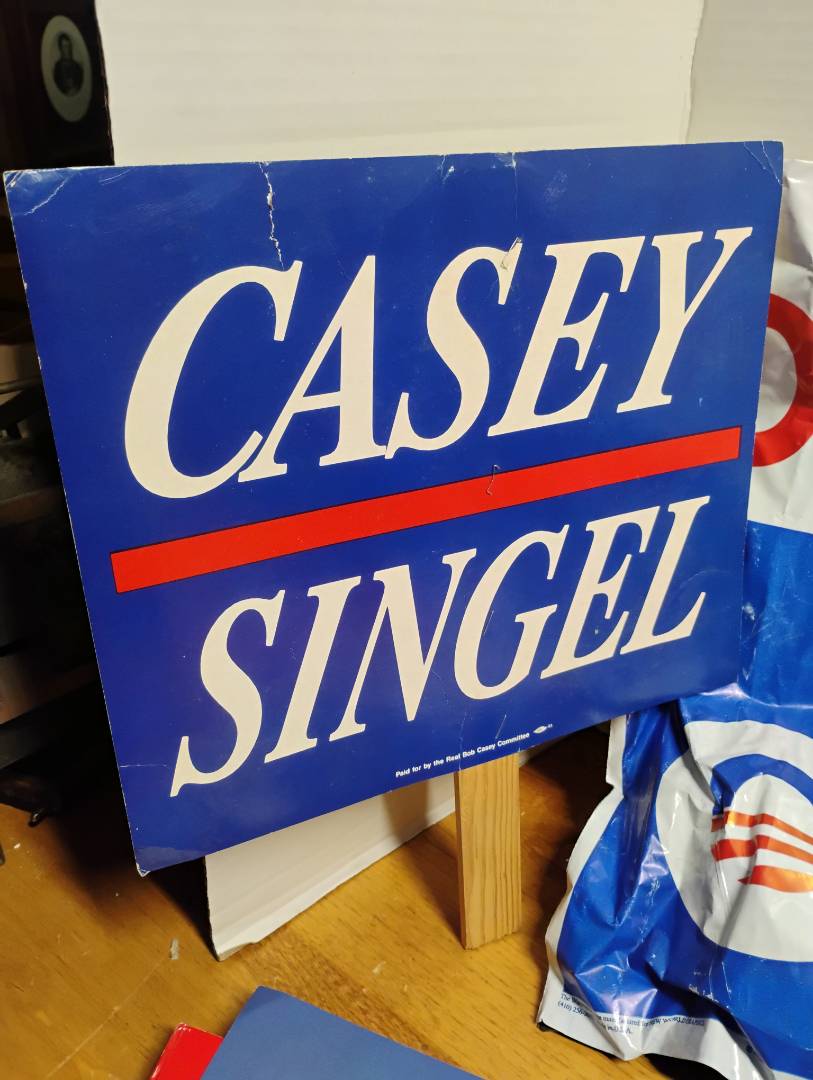 CASEY
SINGEL
Paid for by the Real Bob Casey Committee